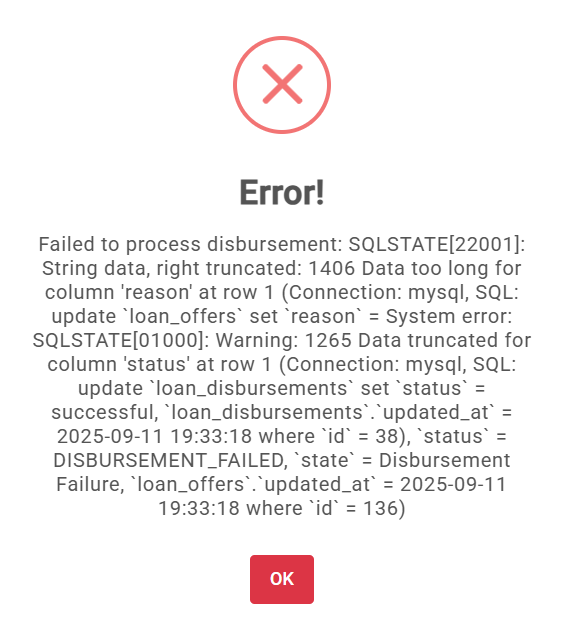 Error!
Failed to process disbursement: SQLSTATE[22001]:
String data, right truncated: 1406 Data too long for
column 'reason' at row 1 (Connection: mysql, SQL:
update `loan_offers` set `reason` = System error:
SQLSTATE[01000]: Warning: 1265 Data truncated for
column 'status' at row 1 (Connection: mysql, SQL:
update `loan_disbursements` set `status` =
successful, `loan_disbursements`.`updated_at` =
2025-09-11 19:33:18 where `id` = 38), `status` =
DISBURSEMENT_FAILED, `state` = Disbursement
Failure, `loan_offers`.`updated_at` = 2025-09-11
19:33:18 where `id` = 136)
OK